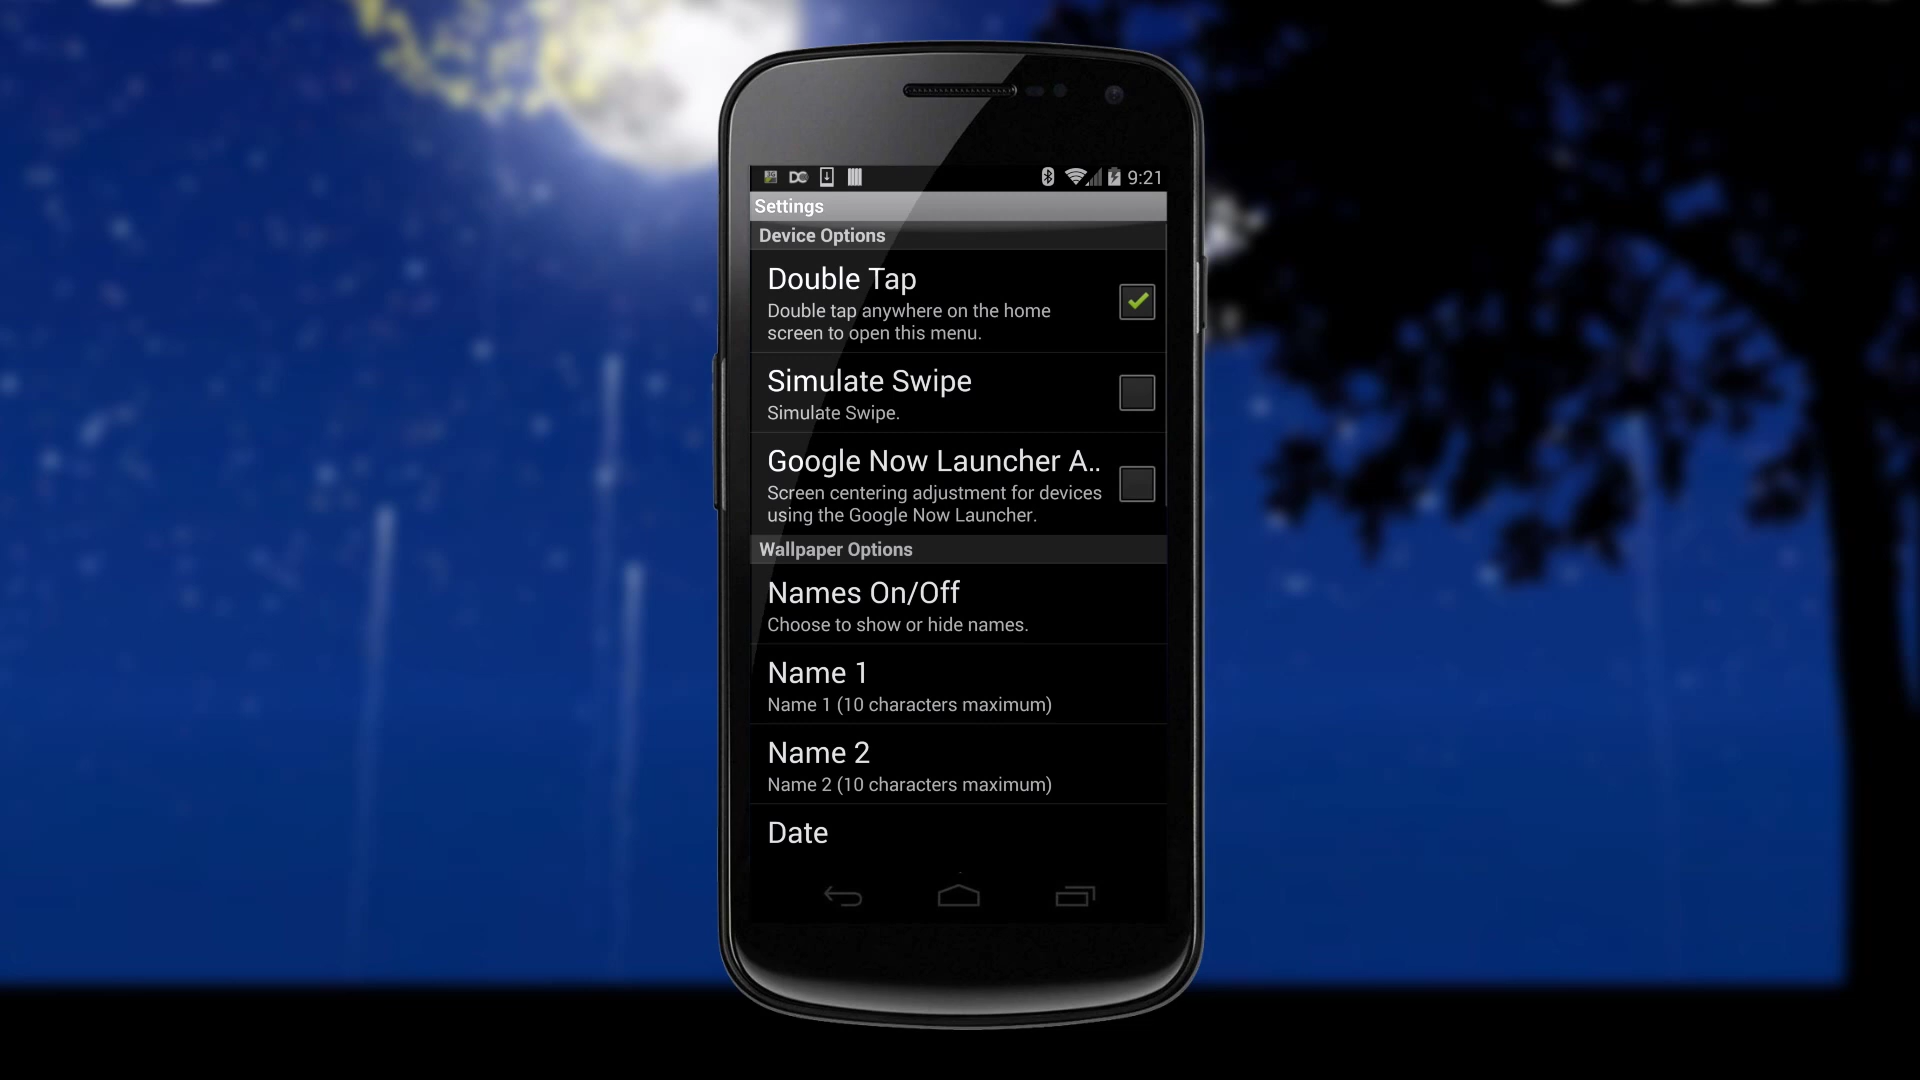 9:21
Settings
Device Options
Double Tap
Double tap anywhere on the home
screen to open this menu.
Simulate Swipe
Simulate Swipe.
Google Now Launcher A..
Screen centering adjustment for devices
using the Google Now Launcher.
Wallpaper Options
Names On/Off
Choose to show or hide names.
Name 1
Name 1 (10 characters maximum)
Name 2
Name 2 (10 characters maximum)
Date